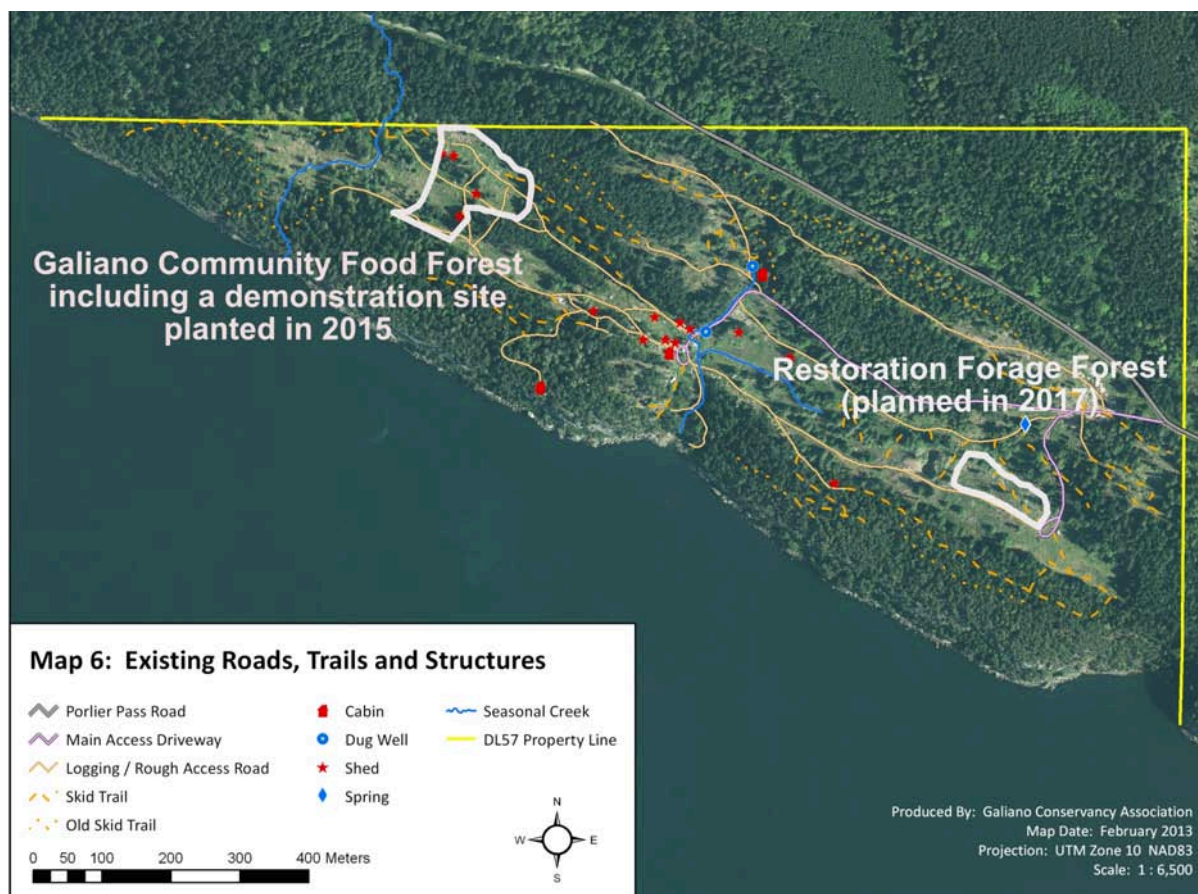 Galiano Community Food Forest
including a demonstration site
planted in 2015
Restoration Forage Forest
(planned in 2017)
Map 6: Existing Roads, Trails and Structures
Porlier Pass Road
Main Access Driveway
Logging / Rough Access Road
Skid Trail
Old Skid Trail
Cabin
Dug Well
Shed
Spring
Seasonal Creek
DL57 Property Line
0 50 100 200 300 400 Meters
N
W E
S
Produced By: Galiano Conservancy Association
Map Date: February 2013
Projection: UTM Zone 10 NAD83
Scale: 1 : 6,500